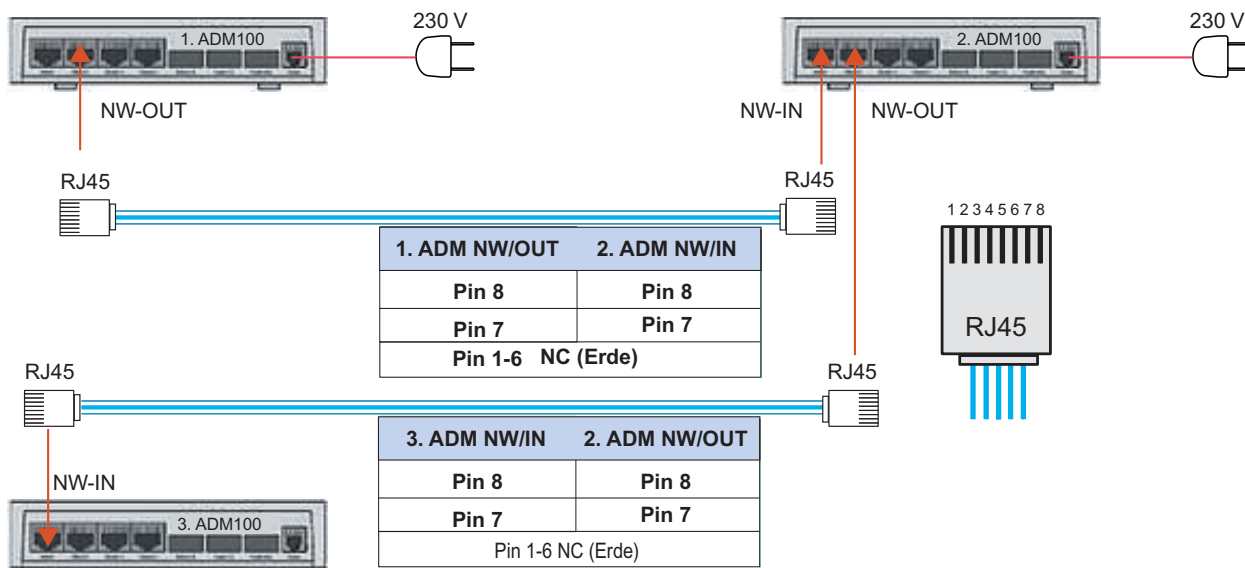 230 V
230 V
1. ADM100
2. ADM100
NW-OUT
NW-IN
NW-OUT
RJ45
RJ45
1 2 3 4 5 6 7 8
1. ADM NW/OUT 2. ADM NW/IN
Pin 8 Pin 8
Pin 7 Pin 7
Pin 1-6 NC (Erde)
RJ45
RJ45
RJ45
3. ADM NW/IN 2. ADM NW/OUT
Pin 8 Pin 8
Pin 7 Pin 7
Pin 1-6 NC (Erde)
NW-IN
3. ADM100